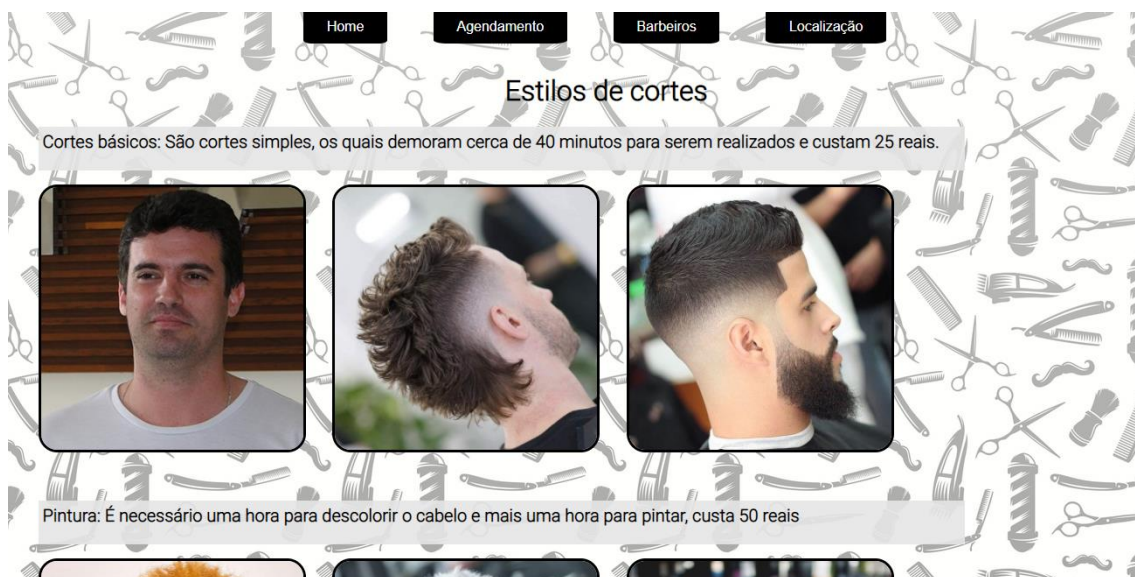 Home Agendamento Barbeiros Localização
Estilos de cortes
Cortes básicos: São cortes simples, os quais demoram cerca de 40 minutos para serem realizados e custam 25 reais.
Pintura: É necessário uma hora para descolorir o cabelo e mais uma hora para pintar, custa 50 reais